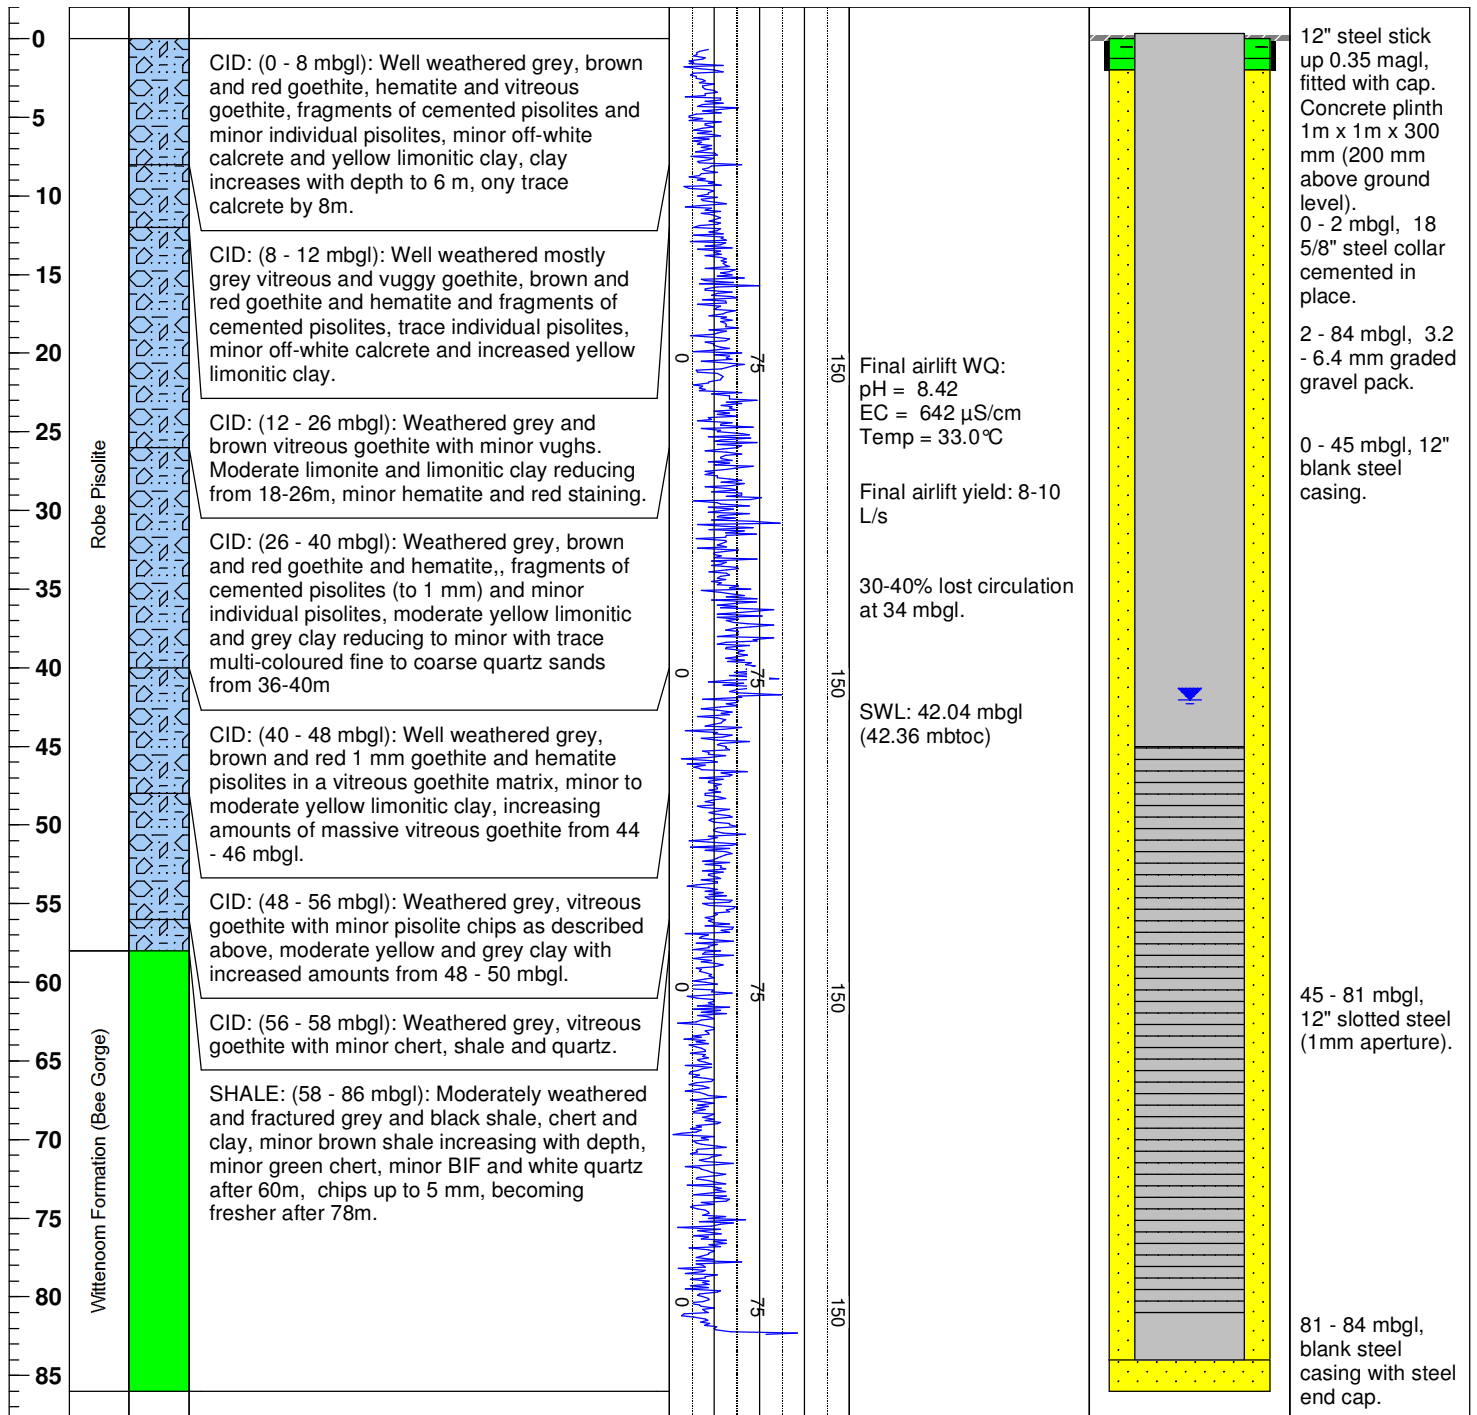 0
5
10
15
20
25
30
35
40
45
50
55
60
65
70
75
80
85
Robe Pisolite
Wittenoom Formation (Bee Gorge)
CID: (0 - 8 mbgl): Well weathered grey, brown
and red goethite, hematite and vitreous
goethite, fragments of cemented pisolites and
minor individual pisolites, minor off-white
calcrete and yellow limonitic clay, clay
increases with depth to 6 m, ony trace
calcrete by 8m.
CID: (8 - 12 mbgl): Well weathered mostly
grey vitreous and vuggy goethite, brown and
red goethite and hematite and fragments of
cemented pisolites, trace individual pisolites,
minor off-white calcrete and increased yellow
limonitic clay.
CID: (12 - 26 mbgl): Weathered grey and
brown vitreous goethite with minor vughs.
Moderate limonite and limonitic clay reducing
from 18-26m, minor hematite and red staining.
CID: (26 - 40 mbgl): Weathered grey, brown
and red goethite and hematite,, fragments of
cemented pisolites (to 1 mm) and minor
individual pisolites, moderate yellow limonitic
and grey clay reducing to minor with trace
multi-coloured fine to coarse quartz sands
from 36-40m
CID: (40 - 48 mbgl): Well weathered grey,
brown and red 1 mm goethite and hematite
pisolites in a vitreous goethite matrix, minor to
moderate yellow limonitic clay, increasing
amounts of massive vitreous goethite from 44
- 46 mbgl.
CID: (48 - 56 mbgl): Weathered grey, vitreous
goethite with minor pisolite chips as described
above, moderate yellow and grey clay with
increased amounts from 48 - 50 mbgl.
CID: (56 - 58 mbgl): Weathered grey, vitreous
goethite with minor chert, shale and quartz.
SHALE: (58 - 86 mbgl): Moderately weathered
and fractured grey and black shale, chert and
clay, minor brown shale increasing with depth,
minor green chert, minor BIF and white quartz
after 60m,  chips up to 5 mm, becoming
fresher after 78m.
0 75 150
0 75 150
0 75 150
0 75 150
Final airlift WQ:
pH =  8.42
EC =  642 µS/cm
Temp = 33.0°C
Final airlift yield: 8-10
L/s
30-40% lost circulation
at 34 mbgl.
SWL: 42.04 mbgl
(42.36 mbtoc)
12" steel stick
up 0.35 magl,
fitted with cap.
Concrete plinth
1m x 1m x 300
mm (200 mm
above ground
level).
0 - 2 mbgl,  18
5/8" steel collar
cemented in
place.
2 - 84 mbgl,  3.2
- 6.4 mm graded
gravel pack.
0 - 45 mbgl, 12"
blank steel
casing.
45 - 81 mbgl,
12" slotted steel
(1mm aperture).
81 - 84 mbgl,
blank steel
casing with steel
end cap.